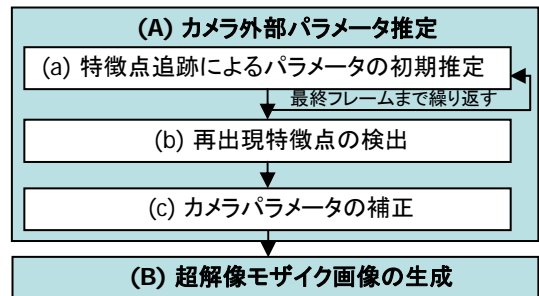 (A) カメラ外部パラメータ推定
(a) 特徴点追跡によるパラメータの初期推定
最終フレームまで繰り返す
(b) 再出現特徴点の検出
(c) カメラパラメータの補正
(B) 超解像モザイク画像の生成